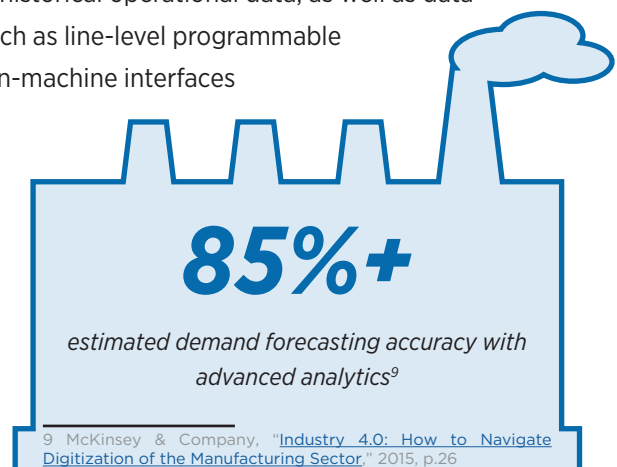 historical operational data, as well as data
ch as line-level programmable
n-machine interfaces
85%+
estimated demand forecasting accuracy with
advanced analytics9
9 McKinsey & Company, “Industry 4.0: How to Navigate
Digitization of the Manufacturing Sector,” 2015, p.26